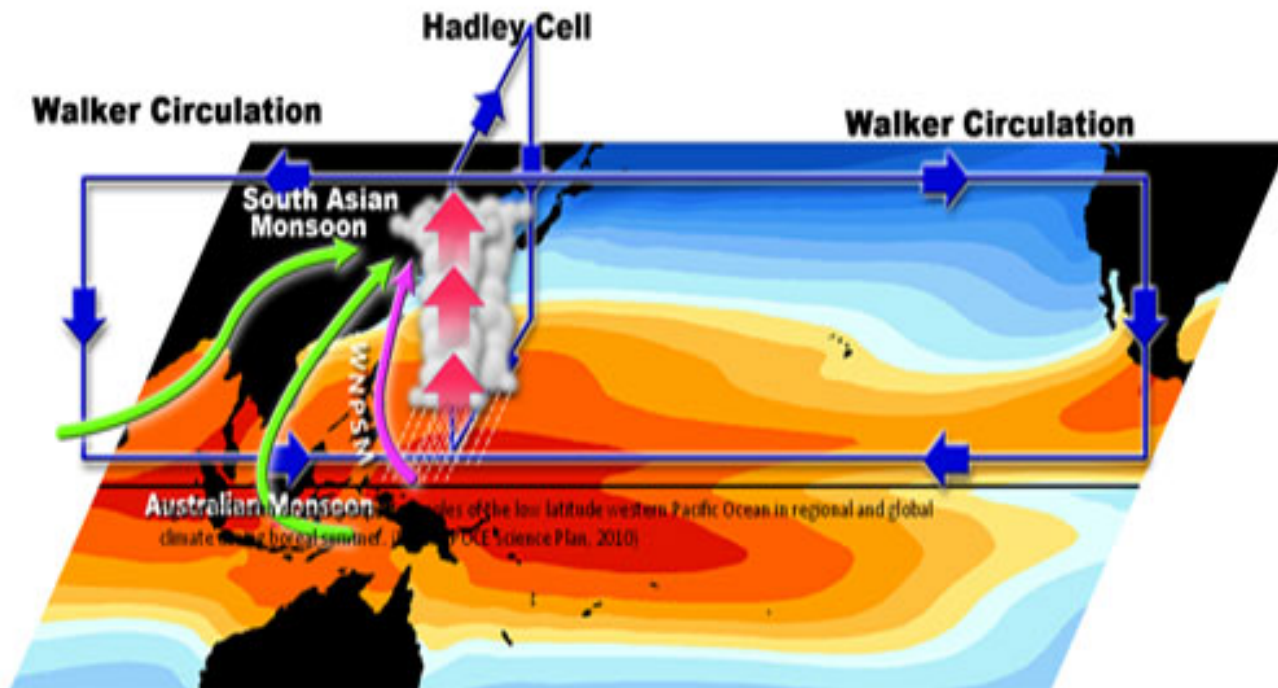 Hadley Cell
Walker Circulation
Walker Circulation
South Asian
Monsoon
WNPSM
Australian Monsoon
of the low latitude western Pacific Ocean in regional and global
climate boreal summer. Science Plan, 2010)